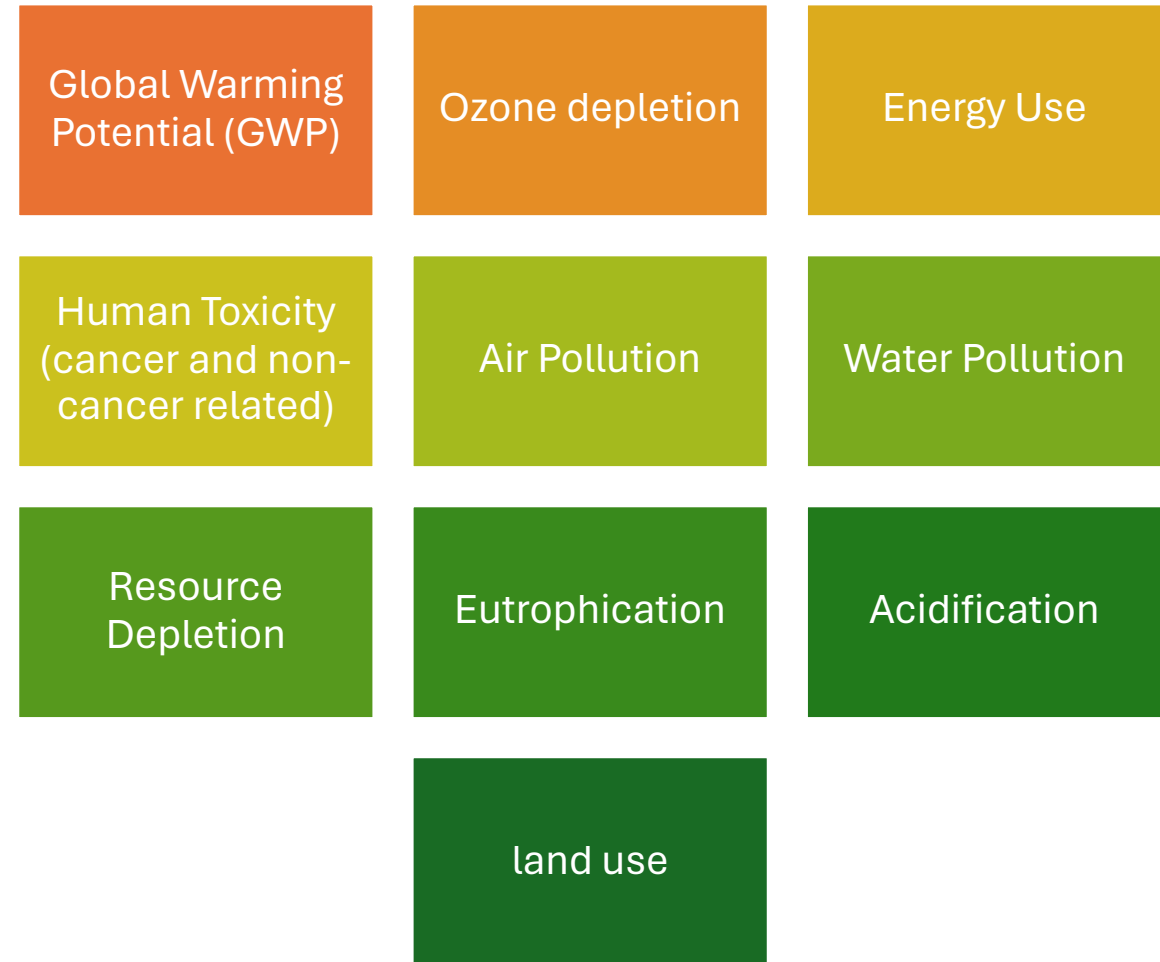 Global Warming
Potential (GWP)
Ozone depletion
Energy Use
Human Toxicity
(cancer and non-
cancer related)
Air Pollution
Water Pollution
Resource
Depletion
Eutrophication
Acidification
land use